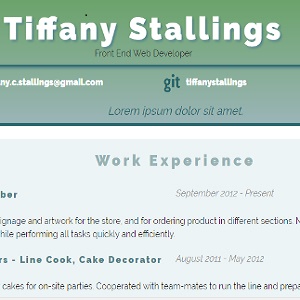 Tiffany Stallings
Front End Web Developer
ny.c.stallings@gmail.com git tiffanystallings
Lorem ipsum dolor sit amet.
Work Experience
ber September 2012 - Present
ignage and artwork for the store, and for ordering product in different sections. N
hile performing all tasks quickly and efficiently.
rs - Line Cook, Cake Decorator August 2011 - May 2012
cakes for on-site parties. Cooperated with team-mates to run the line and prepa